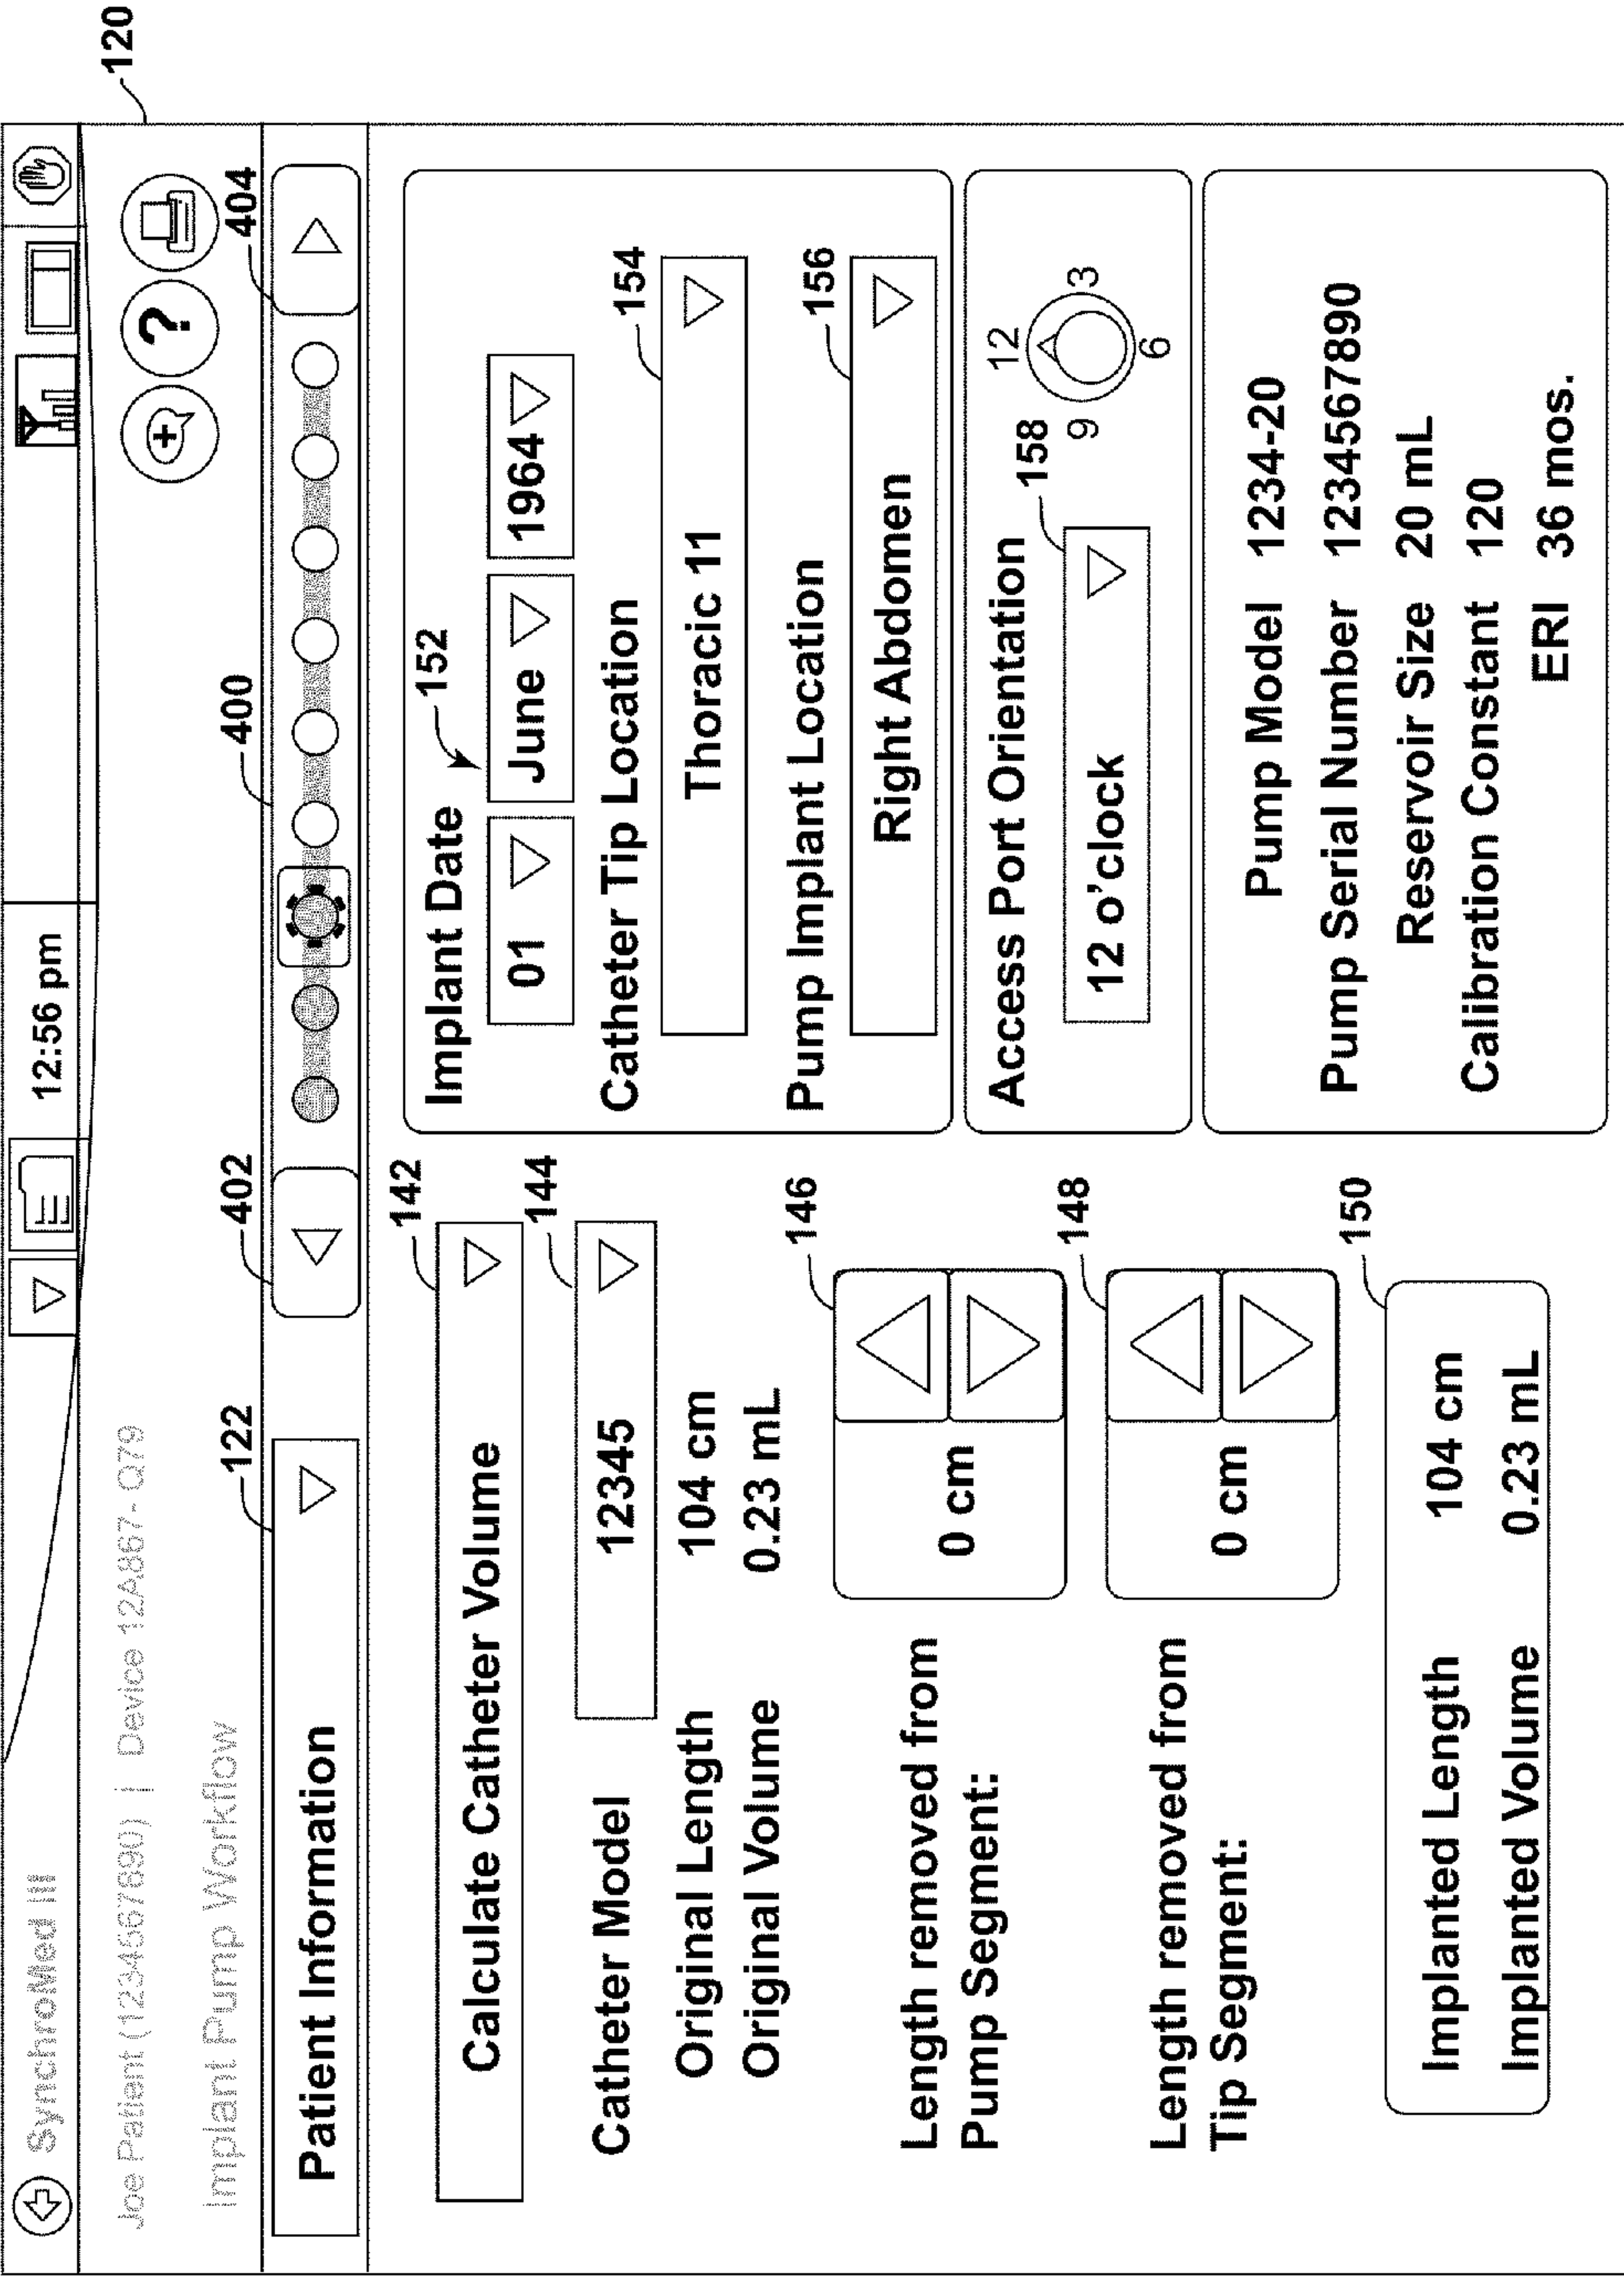 SynchroMed III
12:56 pm
120
Joe Patient (1234567890) | Device 12A867- Q79
Implant Pump Workflow
?
122
402
400
404
Patient Information
142
Calculate Catheter Volume
144
Catheter Model 12345
Original Length 104 cm
Original Volume 0.23 mL
146
Length removed from
Pump Segment:
0 cm
148
Length removed from
Tip Segment:
0 cm
150
Implanted Length 104 cm
Implanted Volume 0.23 mL
Implant Date
152
01 June 1964
Catheter Tip Location
154
Thoracic 11
Pump Implant Location
156
Right Abdomen
Access Port Orientation
158
12 o'clock
12
9 3
6
Pump Model 1234-20
Pump Serial Number 1234567890
Reservoir Size 20 mL
Calibration Constant 120
ERI 36 mos.